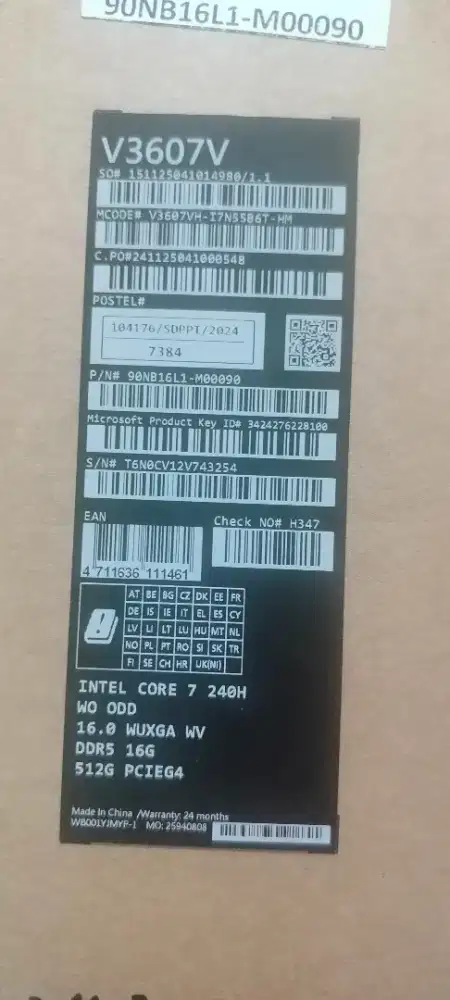 90NB16L1-M00090
V3607V
SO# 151125041014980/1.1
MCODE# V3607VH-I7N55B6T-HM
C.PO#241125041000548
POSTEL#
104176/SDPPI/2024
7384
P/N# 90NB16L1-M00090
Microsoft Product Key ID# 3424276228100
S/N# T6N0CV12V743254
EAN
Check NO# H347
4 711636 111461
AT BE BG CZ DK EE FR
DE IS IE IT EL ES CY
LV LI LT LU HU MT NL
NO PL PT RO SI SK TR
FI SE CH HR UK(NI)
INTEL CORE 7 240H
WO ODD
16.0 WUXGA WV
DDR5 16G
512G PCIEG4
Made in China /Warranty: 24 months
WB001YJMYP-1 MO: 25940808